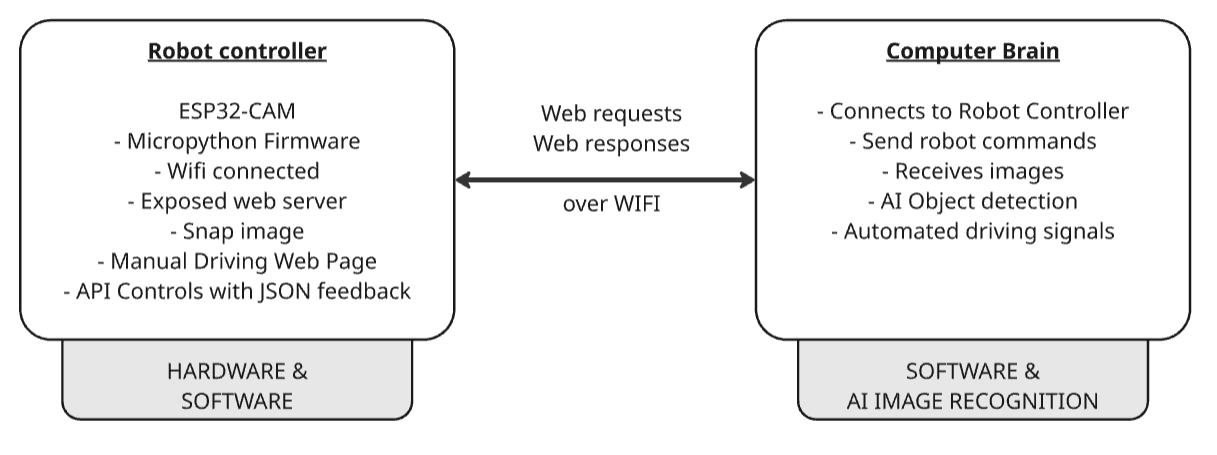 Robot controller
ESP32-CAM
- Micropython Firmware
- Wifi connected
- Exposed web server
- Snap image
- Manual Driving Web Page
- API Controls with JSON feedback
HARDWARE &
SOFTWARE
Web requests
Web responses
over WIFI
Computer Brain
- Connects to Robot Controller
- Send robot commands
- Receives images
- AI Object detection
- Automated driving signals
SOFTWARE &
AI IMAGE RECOGNITION